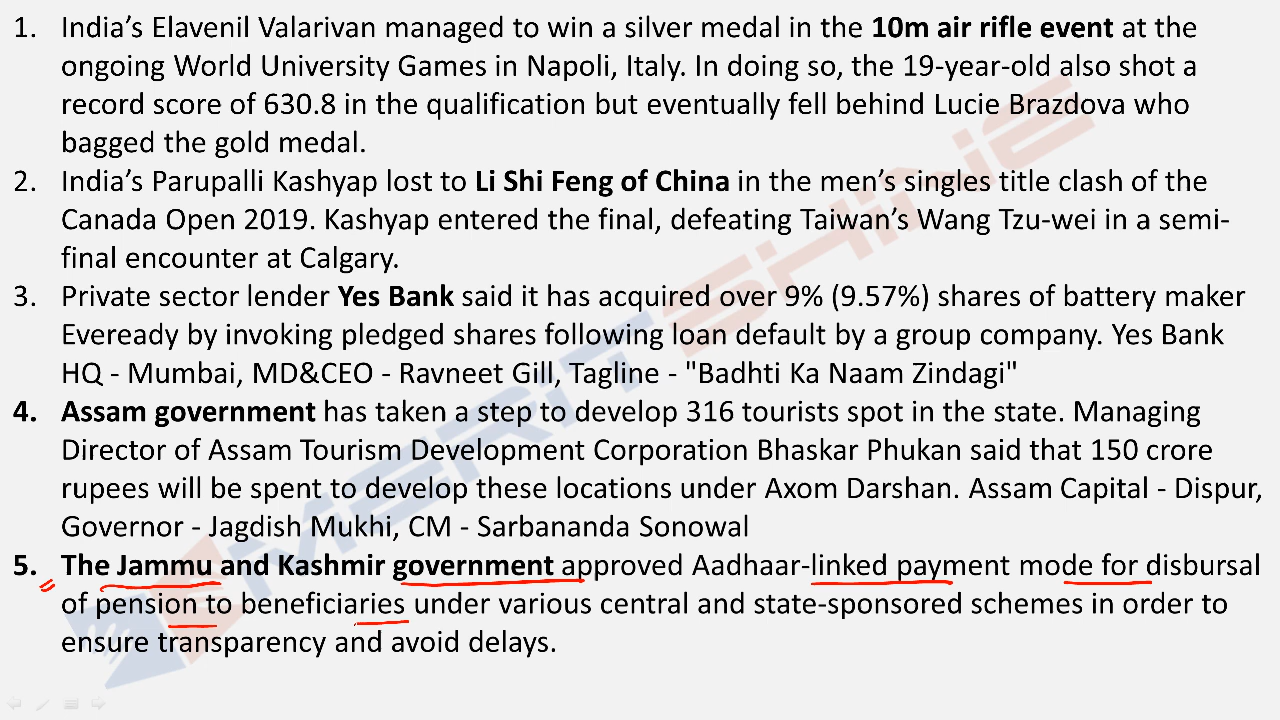 1. India’s Elavenil Valarivan managed to win a silver medal in the 10m air rifle event at the
ongoing World University Games in Napoli, Italy. In doing so, the 19-year-old also shot a
record score of 630.8 in the qualification but eventually fell behind Lucie Brazdova who
bagged the gold medal.
2. India’s Parupalli Kashyap lost to Li Shi Feng of China in the men’s singles title clash of the
Canada Open 2019. Kashyap entered the final, defeating Taiwan’s Wang Tzu-wei in a semi-
final encounter at Calgary.
3. Private sector lender Yes Bank said it has acquired over 9% (9.57%) shares of battery maker
Eveready by invoking pledged shares following loan default by a group company. Yes Bank
HQ - Mumbai, MD&CEO - Ravneet Gill, Tagline - "Badhti Ka Naam Zindagi"
4. Assam government has taken a step to develop 316 tourists spot in the state. Managing
Director of Assam Tourism Development Corporation Bhaskar Phukan said that 150 crore
rupees will be spent to develop these locations under Axom Darshan. Assam Capital - Dispur,
Governor - Jagdish Mukhi, CM - Sarbananda Sonowal
5. The Jammu and Kashmir government approved Aadhaar-linked payment mode for disbursal
of pension to beneficiaries under various central and state-sponsored schemes in order to
ensure transparency and avoid delays.
MERIT SHINE